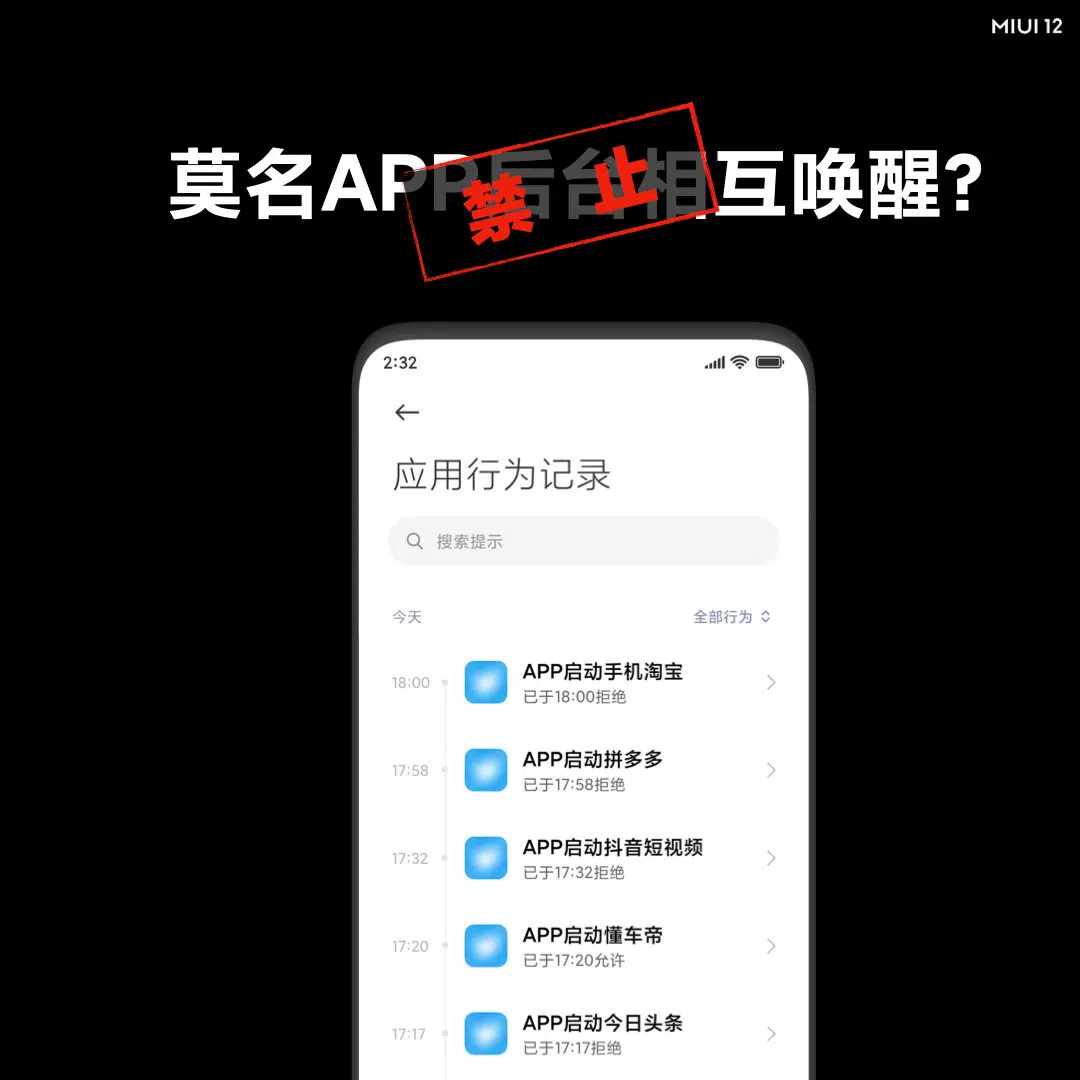 MIUI 12
莫名APP后台相互唤醒?
禁止
2:32
应用行为记录
搜索提示
今天 全部行为
18:00 APP启动手机淘宝
已于18:00拒绝
17:58 APP启动拼多多
已于17:58拒绝
17:32 APP启动抖音短视频
已于17:32拒绝
17:20 APP启动懂车帝
已于17:20允许
17:17 APP启动今日头条
已于17:17拒绝